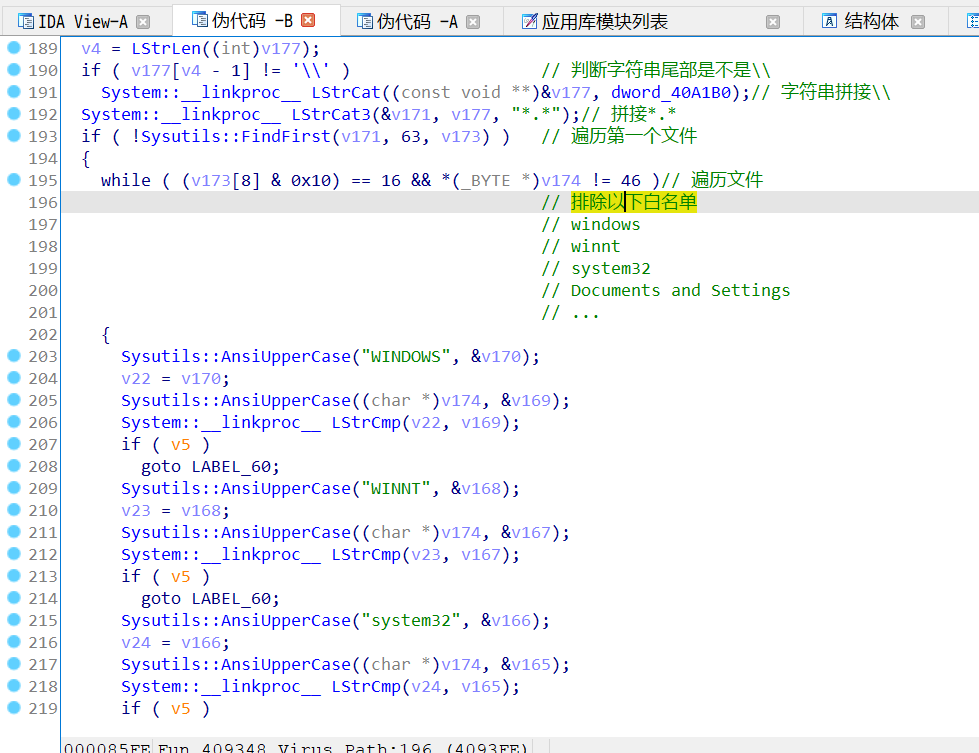 IDA View-A 伪代码 -B 伪代码 -A 应用库模块列表 结构体
189 v4 = LStrLen((int)v177);
190 if ( v177[v4 - 1] != '\\' ) // 判断字符串尾部是不是\\
191 System::__linkproc__ LStrCat((const void **)&v177, dword_40A1B0);// 字符串拼接\\
192 System::__linkproc__ LStrCat3(&v171, v177, "*.*");// 拼接*.*
193 if ( !Sysutils::FindFirst(v171, 63, v173) ) // 遍历第一个文件
194 {
195 while ( (v173[8] & 0x10) == 16 && *(_BYTE *)v174 != 46 )// 遍历文件
196 // 排除以下白名单
197 // windows
198 // winnt
199 // system32
200 // Documents and Settings
201 // ...
202 {
203 Sysutils::AnsiUpperCase("WINDOWS", &v170);
204 v22 = v170;
205 Sysutils::AnsiUpperCase((char *)v174, &v169);
206 System::__linkproc__ LStrCmp(v22, v169);
207 if ( v5 )
208 goto LABEL_60;
209 Sysutils::AnsiUpperCase("WINNT", &v168);
210 v23 = v168;
211 Sysutils::AnsiUpperCase((char *)v174, &v167);
212 System::__linkproc__ LStrCmp(v23, v167);
213 if ( v5 )
214 goto LABEL_60;
215 Sysutils::AnsiUpperCase("system32", &v166);
216 v24 = v166;
217 Sysutils::AnsiUpperCase((char *)v174, &v165);
218 System::__linkproc__ LStrCmp(v24, v165);
219 if ( v5 )
000085FE Fun_409348_Virus_Path:196 (4093FE)